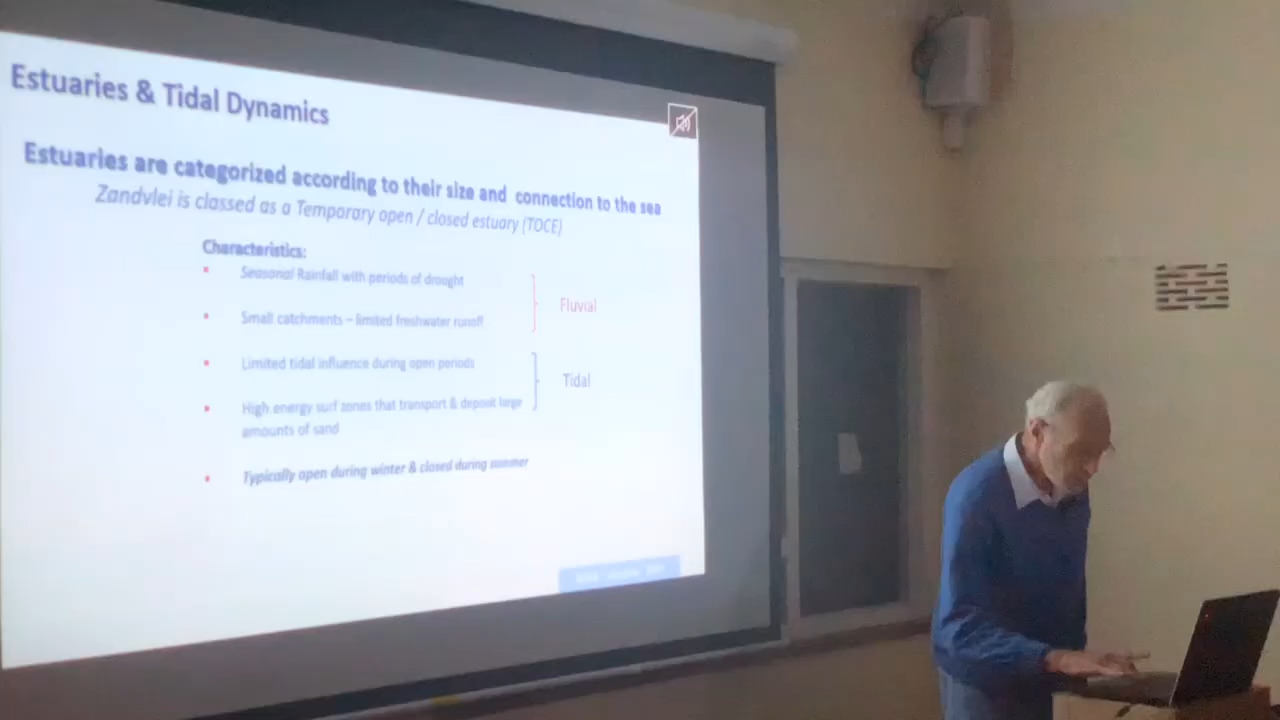 Estuaries & Tidal Dynamics
Estuaries are categorized according to their size and connection to the sea
Zandvlei is classed as a Temporary open / closed estuary (TOCE)
Characteristics:
Seasonal Rainfall with periods of drought
Small catchments – limited freshwater runoff
Fluvial
Limited tidal influence during open periods
High energy surf zones that transport & deposit large
amounts of sand
Tidal
Typically open during winter & closed during summer